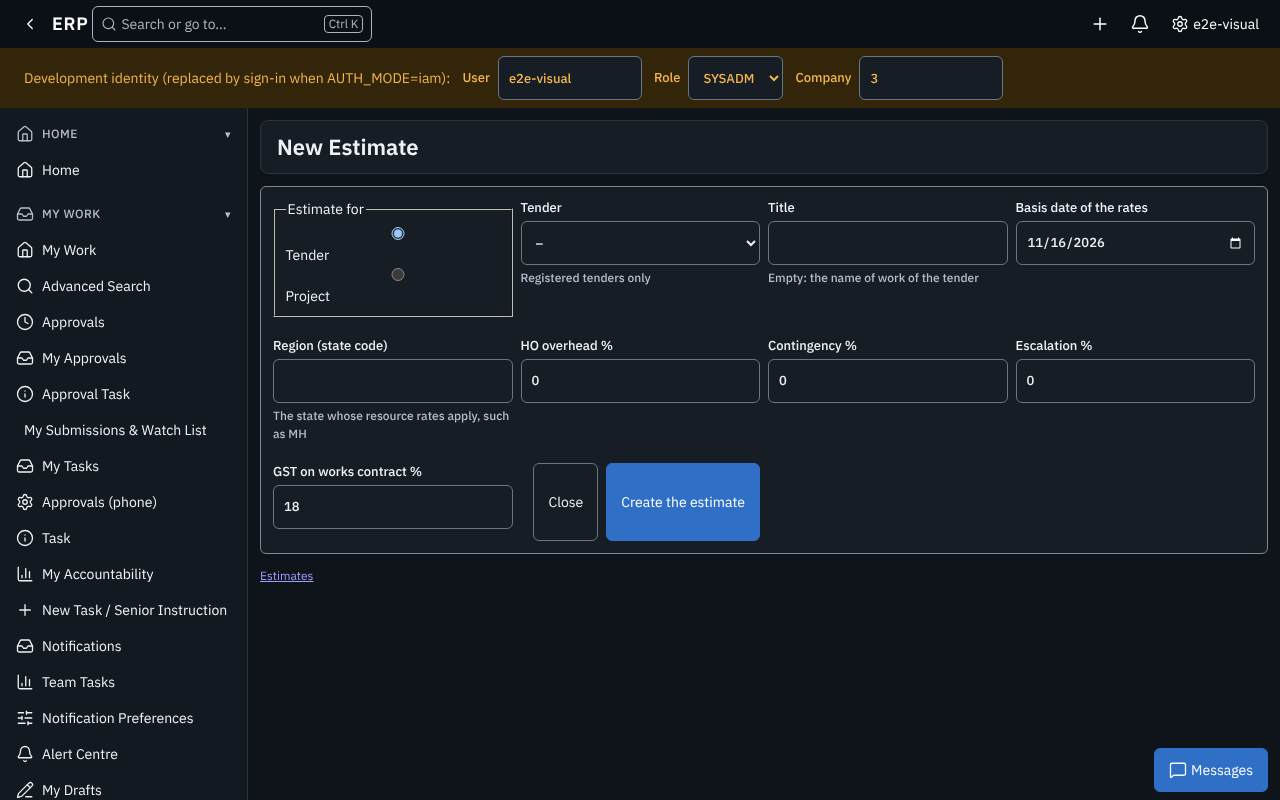 ERP
Search or go to...
Ctrl K
e2e-visual
Development identity (replaced by sign-in when AUTH_MODE=iam):
User
e2e-visual
Role
SYSADM
Company
3
HOME
Home
MY WORK
My Work
Advanced Search
Approvals
My Approvals
Approval Task
My Submissions & Watch List
My Tasks
Approvals (phone)
Task
My Accountability
New Task / Senior Instruction
Notifications
Team Tasks
Notification Preferences
Alert Centre
My Drafts
New Estimate
Estimate for
Tender
Project
Tender
–
Registered tenders only
Title
Empty: the name of work of the tender
Basis date of the rates
11/16/2026
Region (state code)
The state whose resource rates apply, such
as MH
HO overhead %
0
Contingency %
0
Escalation %
0
GST on works contract %
18
Close
Create the estimate
Estimates
Messages